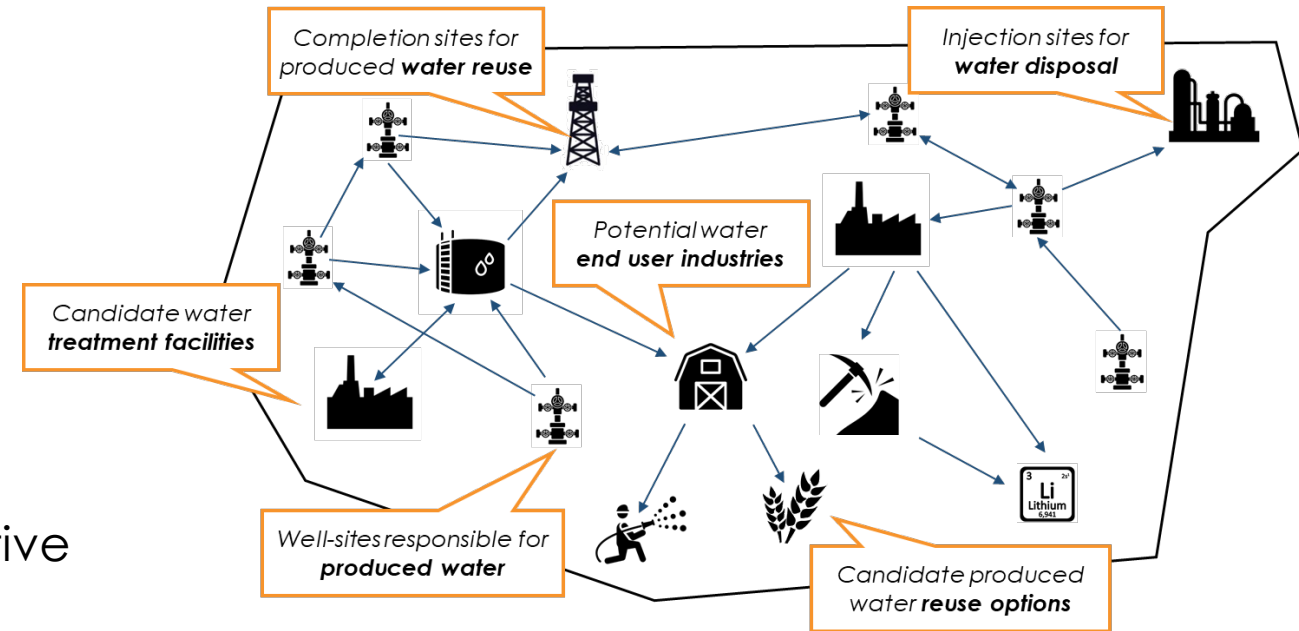 Completion sites for
produced water reuse
Injection sites for
water disposal
Potential water
end user industries
Candidate water
treatment facilities
3
2s¹
Li
Lithium
6,941
Well-sites responsible for
produced water
Candidate produced
water reuse options